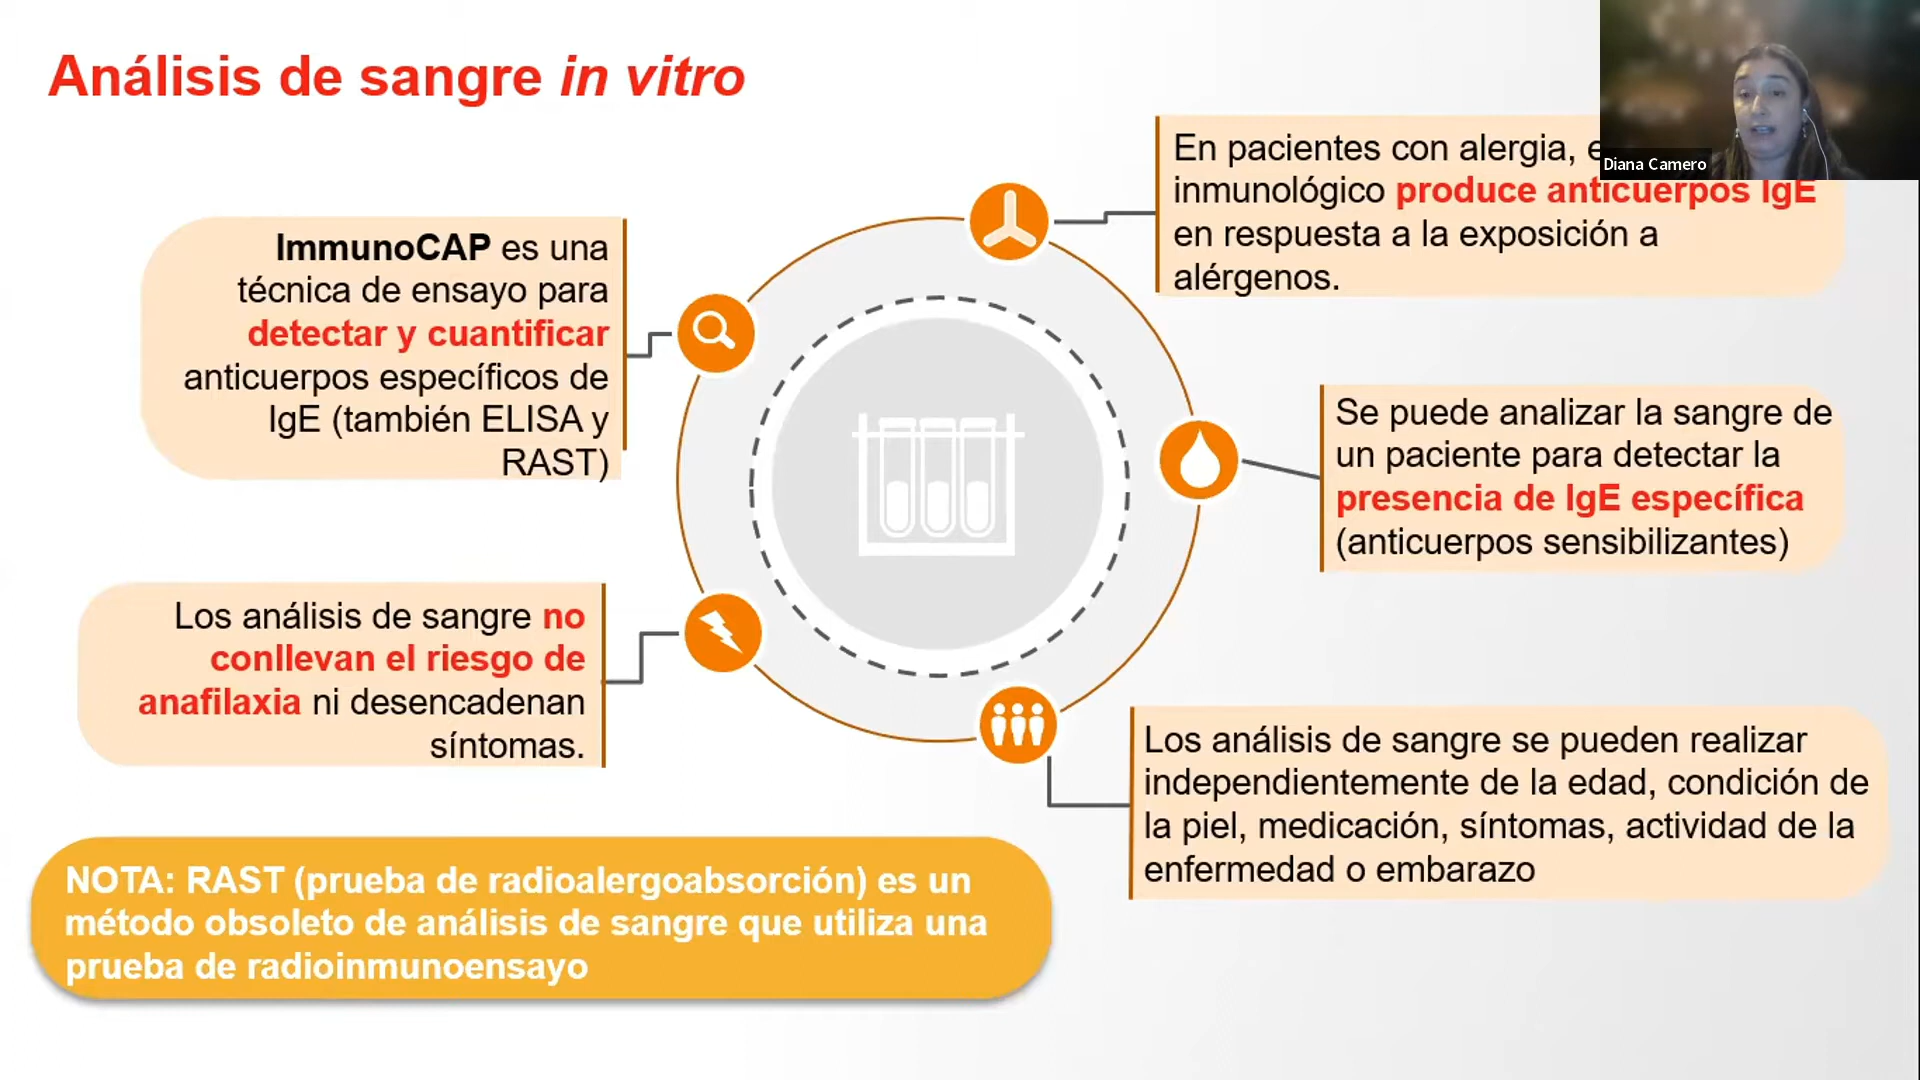 Análisis de sangre in vitro
Diana Camero
En pacientes con alergia,
inmunológico produce anticuerpos IgE
en respuesta a la exposición a
alérgenos.
ImmunoCAP es una
técnica de ensayo para
detectar y cuantificar
anticuerpos específicos de
IgE (también ELISA y
RAST)
Se puede analizar la sangre de
un paciente para detectar la
presencia de IgE específica
(anticuerpos sensibilizantes)
Los análisis de sangre no
conllevan el riesgo de
anafilaxia ni desencadenan
síntomas.
Los análisis de sangre se pueden realizar
independientemente de la edad, condición de
la piel, medicación, síntomas, actividad de la
enfermedad o embarazo
NOTA: RAST (prueba de radioalergoabsorción) es un
método obsoleto de análisis de sangre que utiliza una
prueba de radioinmunoensayo